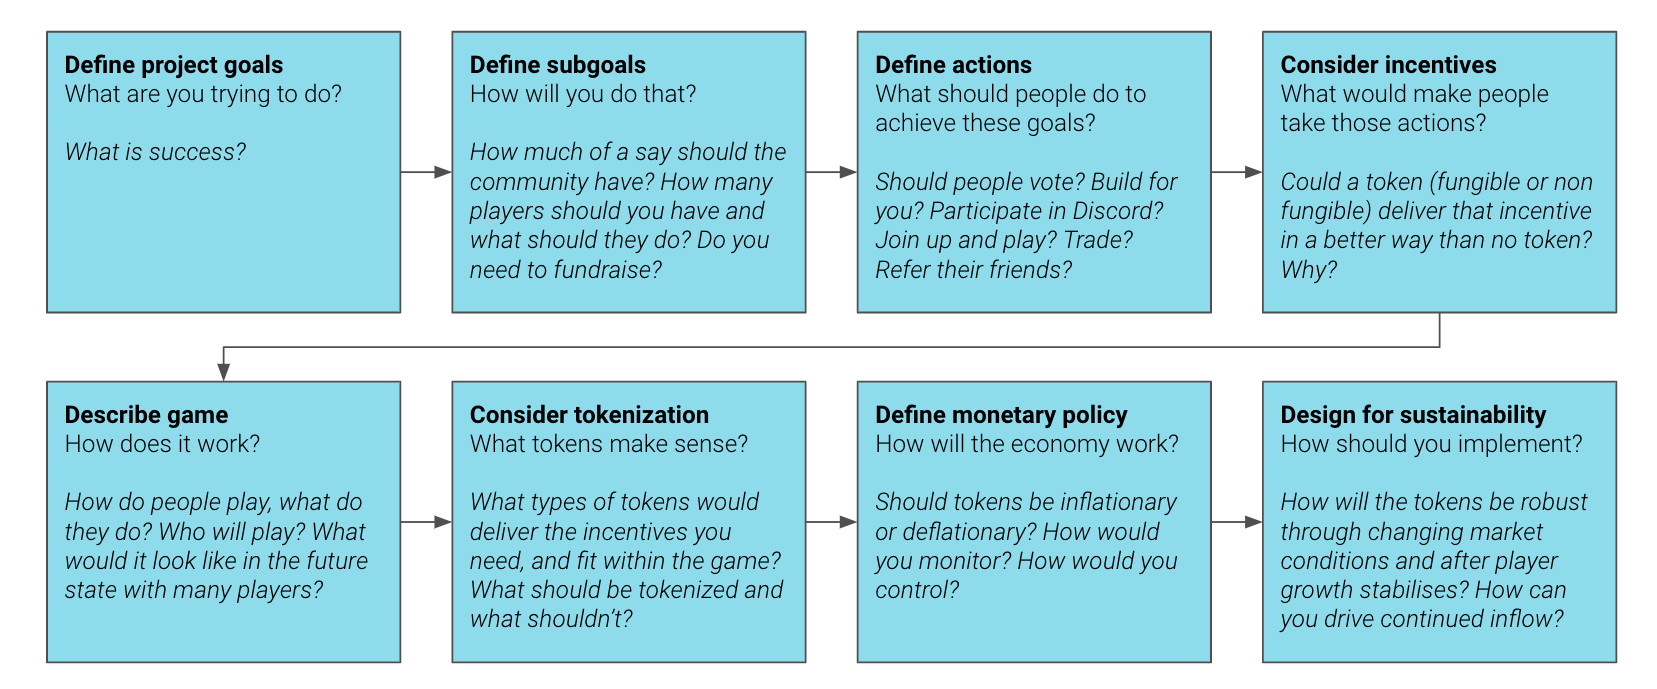 Define project goals
What are you trying to do?
What is success?
Define subgoals
How will you do that?
How much of a say should the
community have? How many
players should you have and
what should they do? Do you
need to fundraise?
Define actions
What should people do to
achieve these goals?
Should people vote? Build for
you? Participate in Discord?
Join up and play? Trade?
Refer their friends?
Consider incentives
What would make people
take those actions?
Could a token (fungible or non
fungible) deliver that incentive
in a better way than no token?
Why?
Describe game
How does it work?
How do people play, what do
they do? Who will play? What
would it look like in the future
state with many players?
Consider tokenization
What tokens make sense?
What types of tokens would
deliver the incentives you
need, and fit within the game?
What should be tokenized and
what shouldn't?
Define monetary policy
How will the economy work?
Should tokens be inflationary
or deflationary? How would
you monitor? How would you
control?
Design for sustainability
How should you implement?
How will the tokens be robust
through changing market
conditions and after player
growth stabilises? How can
you drive continued inflow?